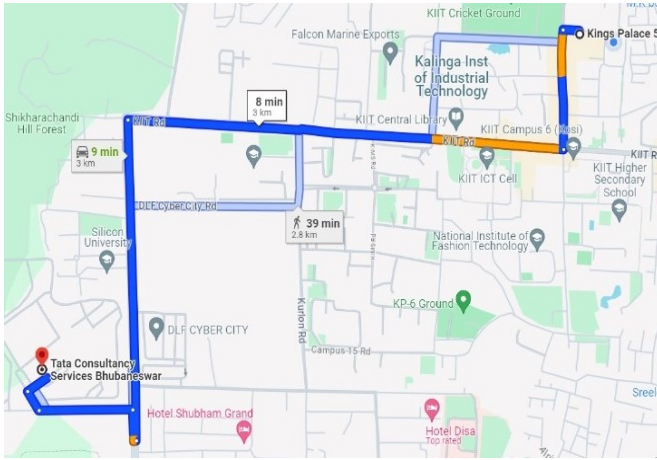 KIIT Cricket Ground
Kings Palace 5
Falcon Marine Exports
Kalinga Inst
of Industrial
Technology
8 min
3 km
Shikharachandi
Hill Forest
KIIT Rd
KIIT Central Library
KIIT Campus 6 (Kosi)
KIIT Rd
KIIT R
9 min
3 km
KIIT ICT Cell
KIIT Higher
Secondary
School
DLF Cyber City Rd
39 min
2.8 km
Silicon
University
National Institute of
Fashion Technology
KP-6 Ground
Kurlon Rd
DLF CYBER CITY
Campus 15 Rd
Tata Consultancy
Services Bhubaneswar
Sreel
Hotel Shubham Grand
Hotel Disa
Top rated